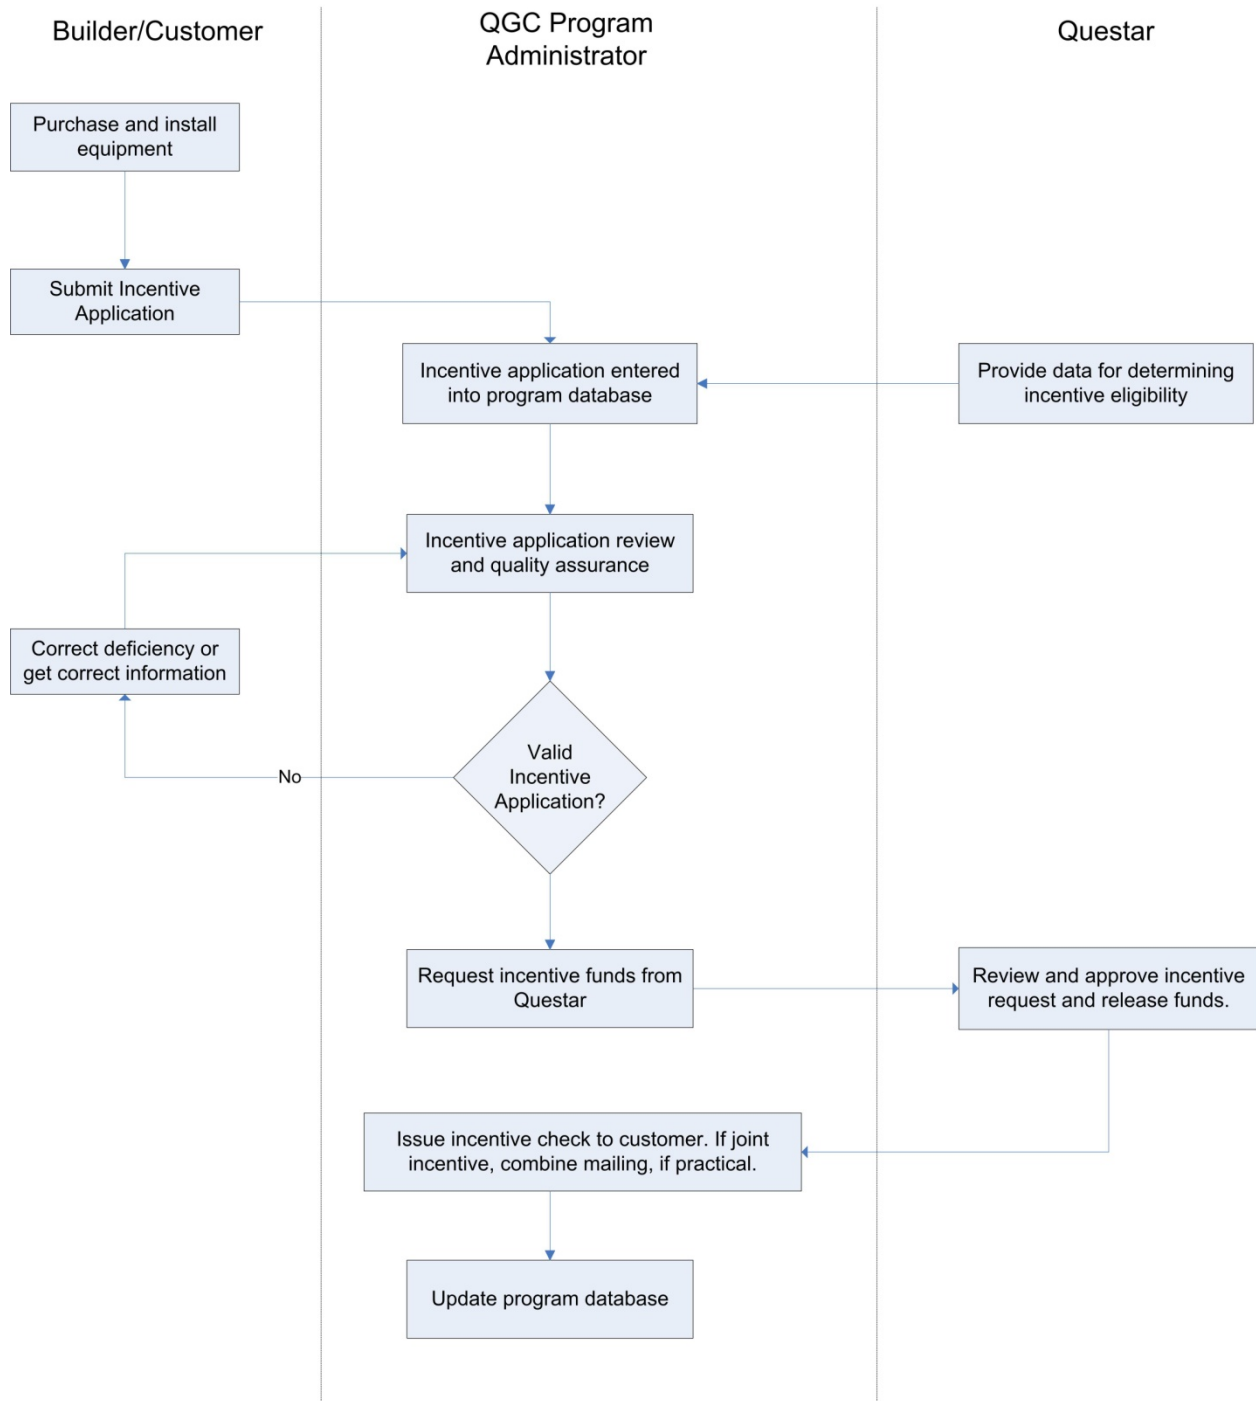 Builder/Customer
QGC Program
Administrator
Questar
Purchase and install
equipment
Submit Incentive
Application
Incentive application entered
into program database
Provide data for determining
incentive eligibility
Incentive application review
and quality assurance
Correct deficiency or
get correct information
Valid
Incentive
Application?
No
Request incentive funds from
Questar
Review and approve incentive
request and release funds.
Issue incentive check to customer. If joint
incentive, combine mailing, if practical.
Update program database